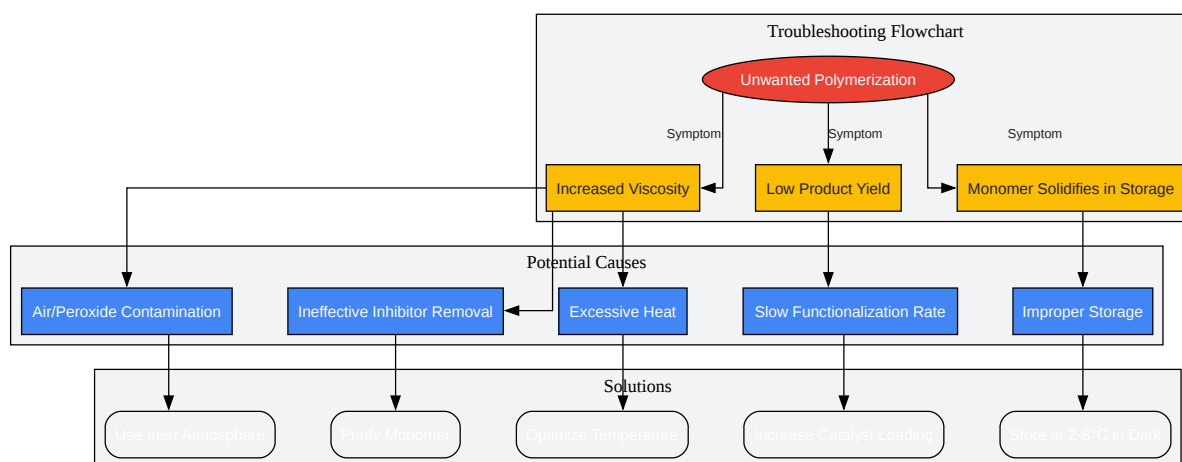 Troubleshooting Flowchart
Unwanted Polymerization
Symptom
Symptom
Symptom
Increased Viscosity
Low Product Yield
Monomer Solidifies in Storage
Potential Causes
Air/Peroxide Contamination
Ineffective Inhibitor Removal
Excessive Heat
Slow Functionalization Rate
Improper Storage
Solutions
Use Inert Atmosphere
Purify Monomer
Optimize Temperature
Increase Catalyst Loading
Store at 2-8°C in Dark